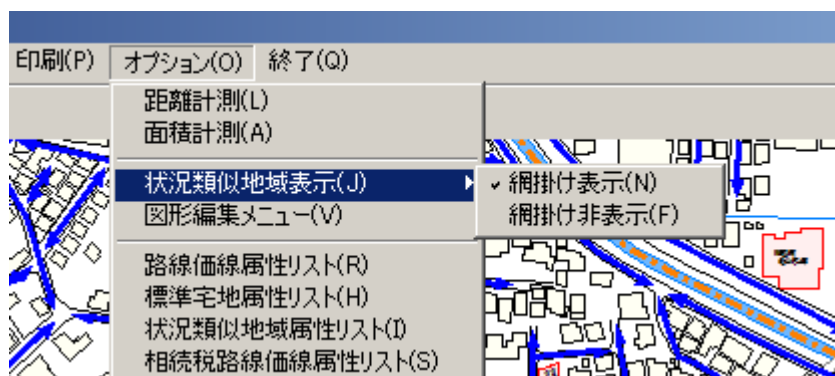 印刷(P) オプション(O) 終了(Q)
距離計測(L)
面積計測(A)
状況類似地域表示(J)
網掛け表示(N)
図形編集メニュー(V)
網掛け非表示(F)
路線価線属性リスト(R)
標準宅地属性リスト(H)
状況類似地域属性リスト(I)
相続税路線価線属性リスト(S)